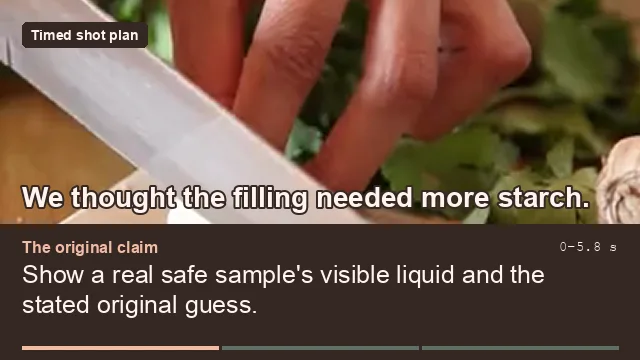 Timed shot plan
We thought the filling needed more starch.
The original claim
0–5.8 s
Show a real safe sample's visible liquid and the
stated original guess.